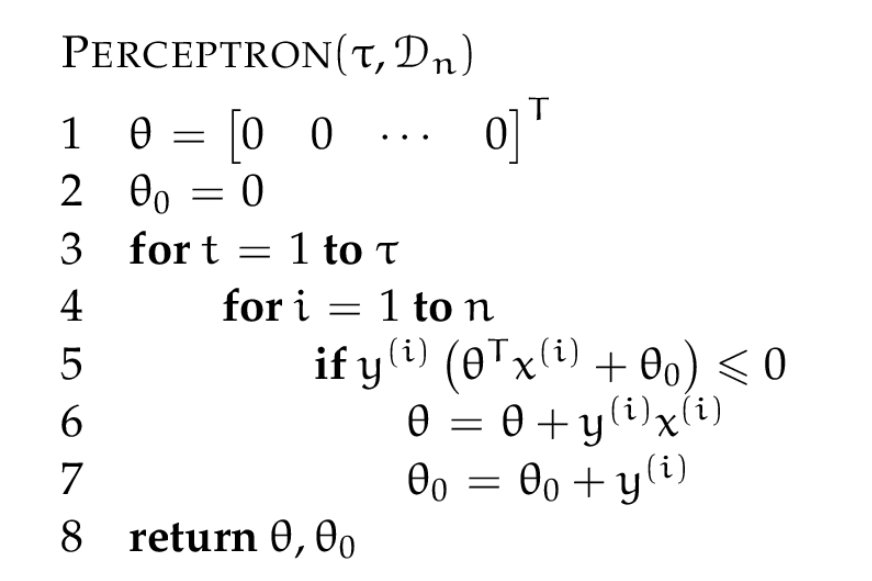 PERCEPTRON(τ, 𝒟ₙ)
1 θ = [0 0 ⋯ 0]ᵀ
2 θ₀ = 0
3 for t = 1 to τ
4 for i = 1 to n
5 if y⁽ⁱ⁾ (θᵀx⁽ⁱ⁾ + θ₀) ⩽ 0
6 θ = θ + y⁽ⁱ⁾x⁽ⁱ⁾
7 θ₀ = θ₀ + y⁽ⁱ⁾
8 return θ, θ₀